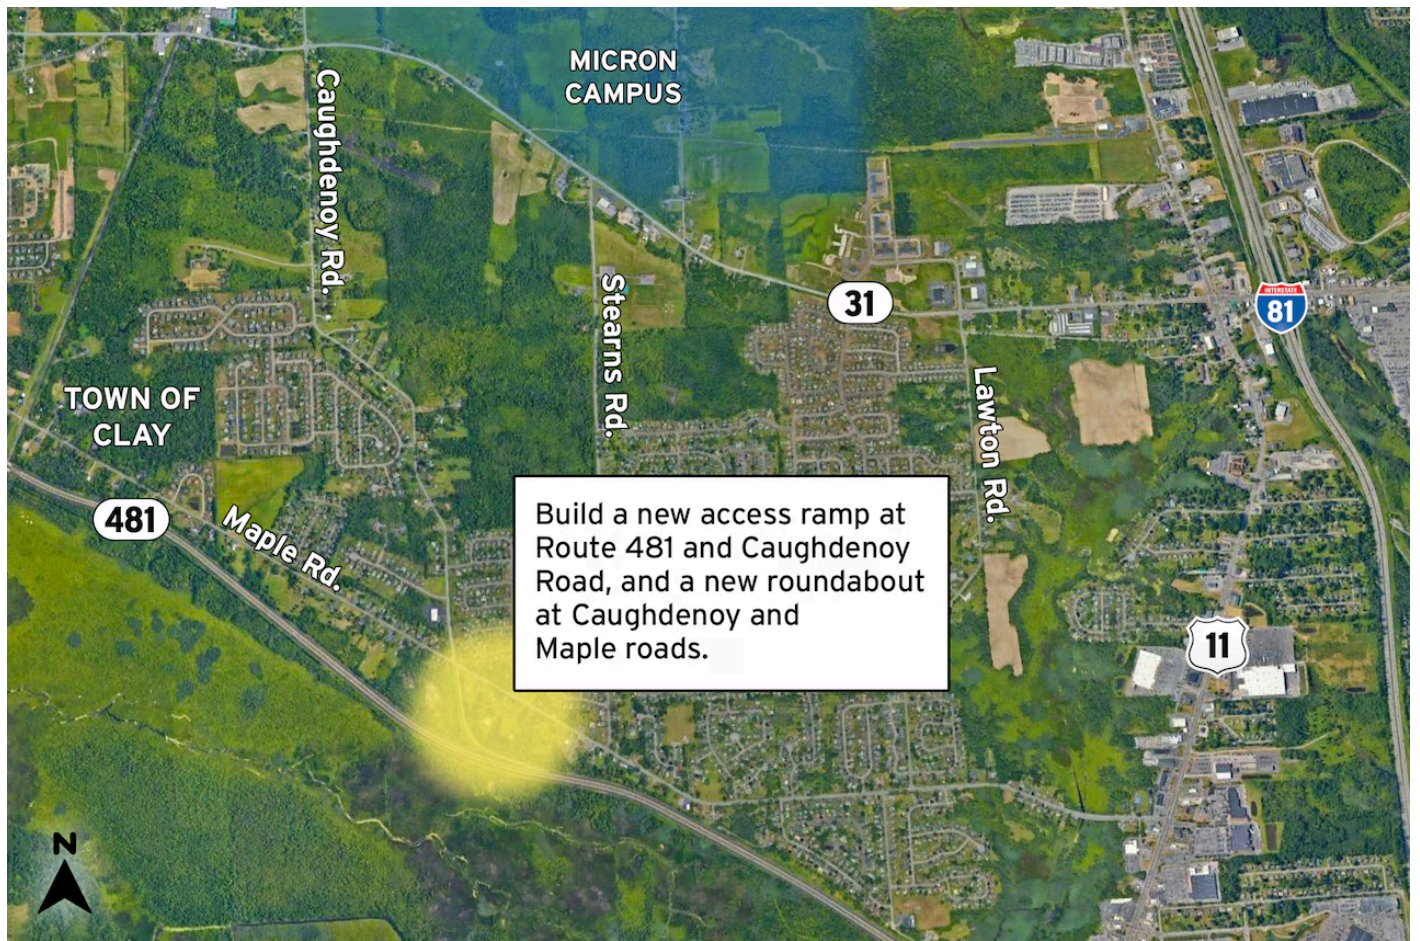 MICRON
CAMPUS
Caughdenoy Rd.
Stearns Rd.
31
INTERSTATE
81
Lawton Rd.
TOWN OF
CLAY
481
Maple Rd.
Build a new access ramp at
Route 481 and Caughdenoy
Road, and a new roundabout
at Caughdenoy and
Maple roads.
11
N